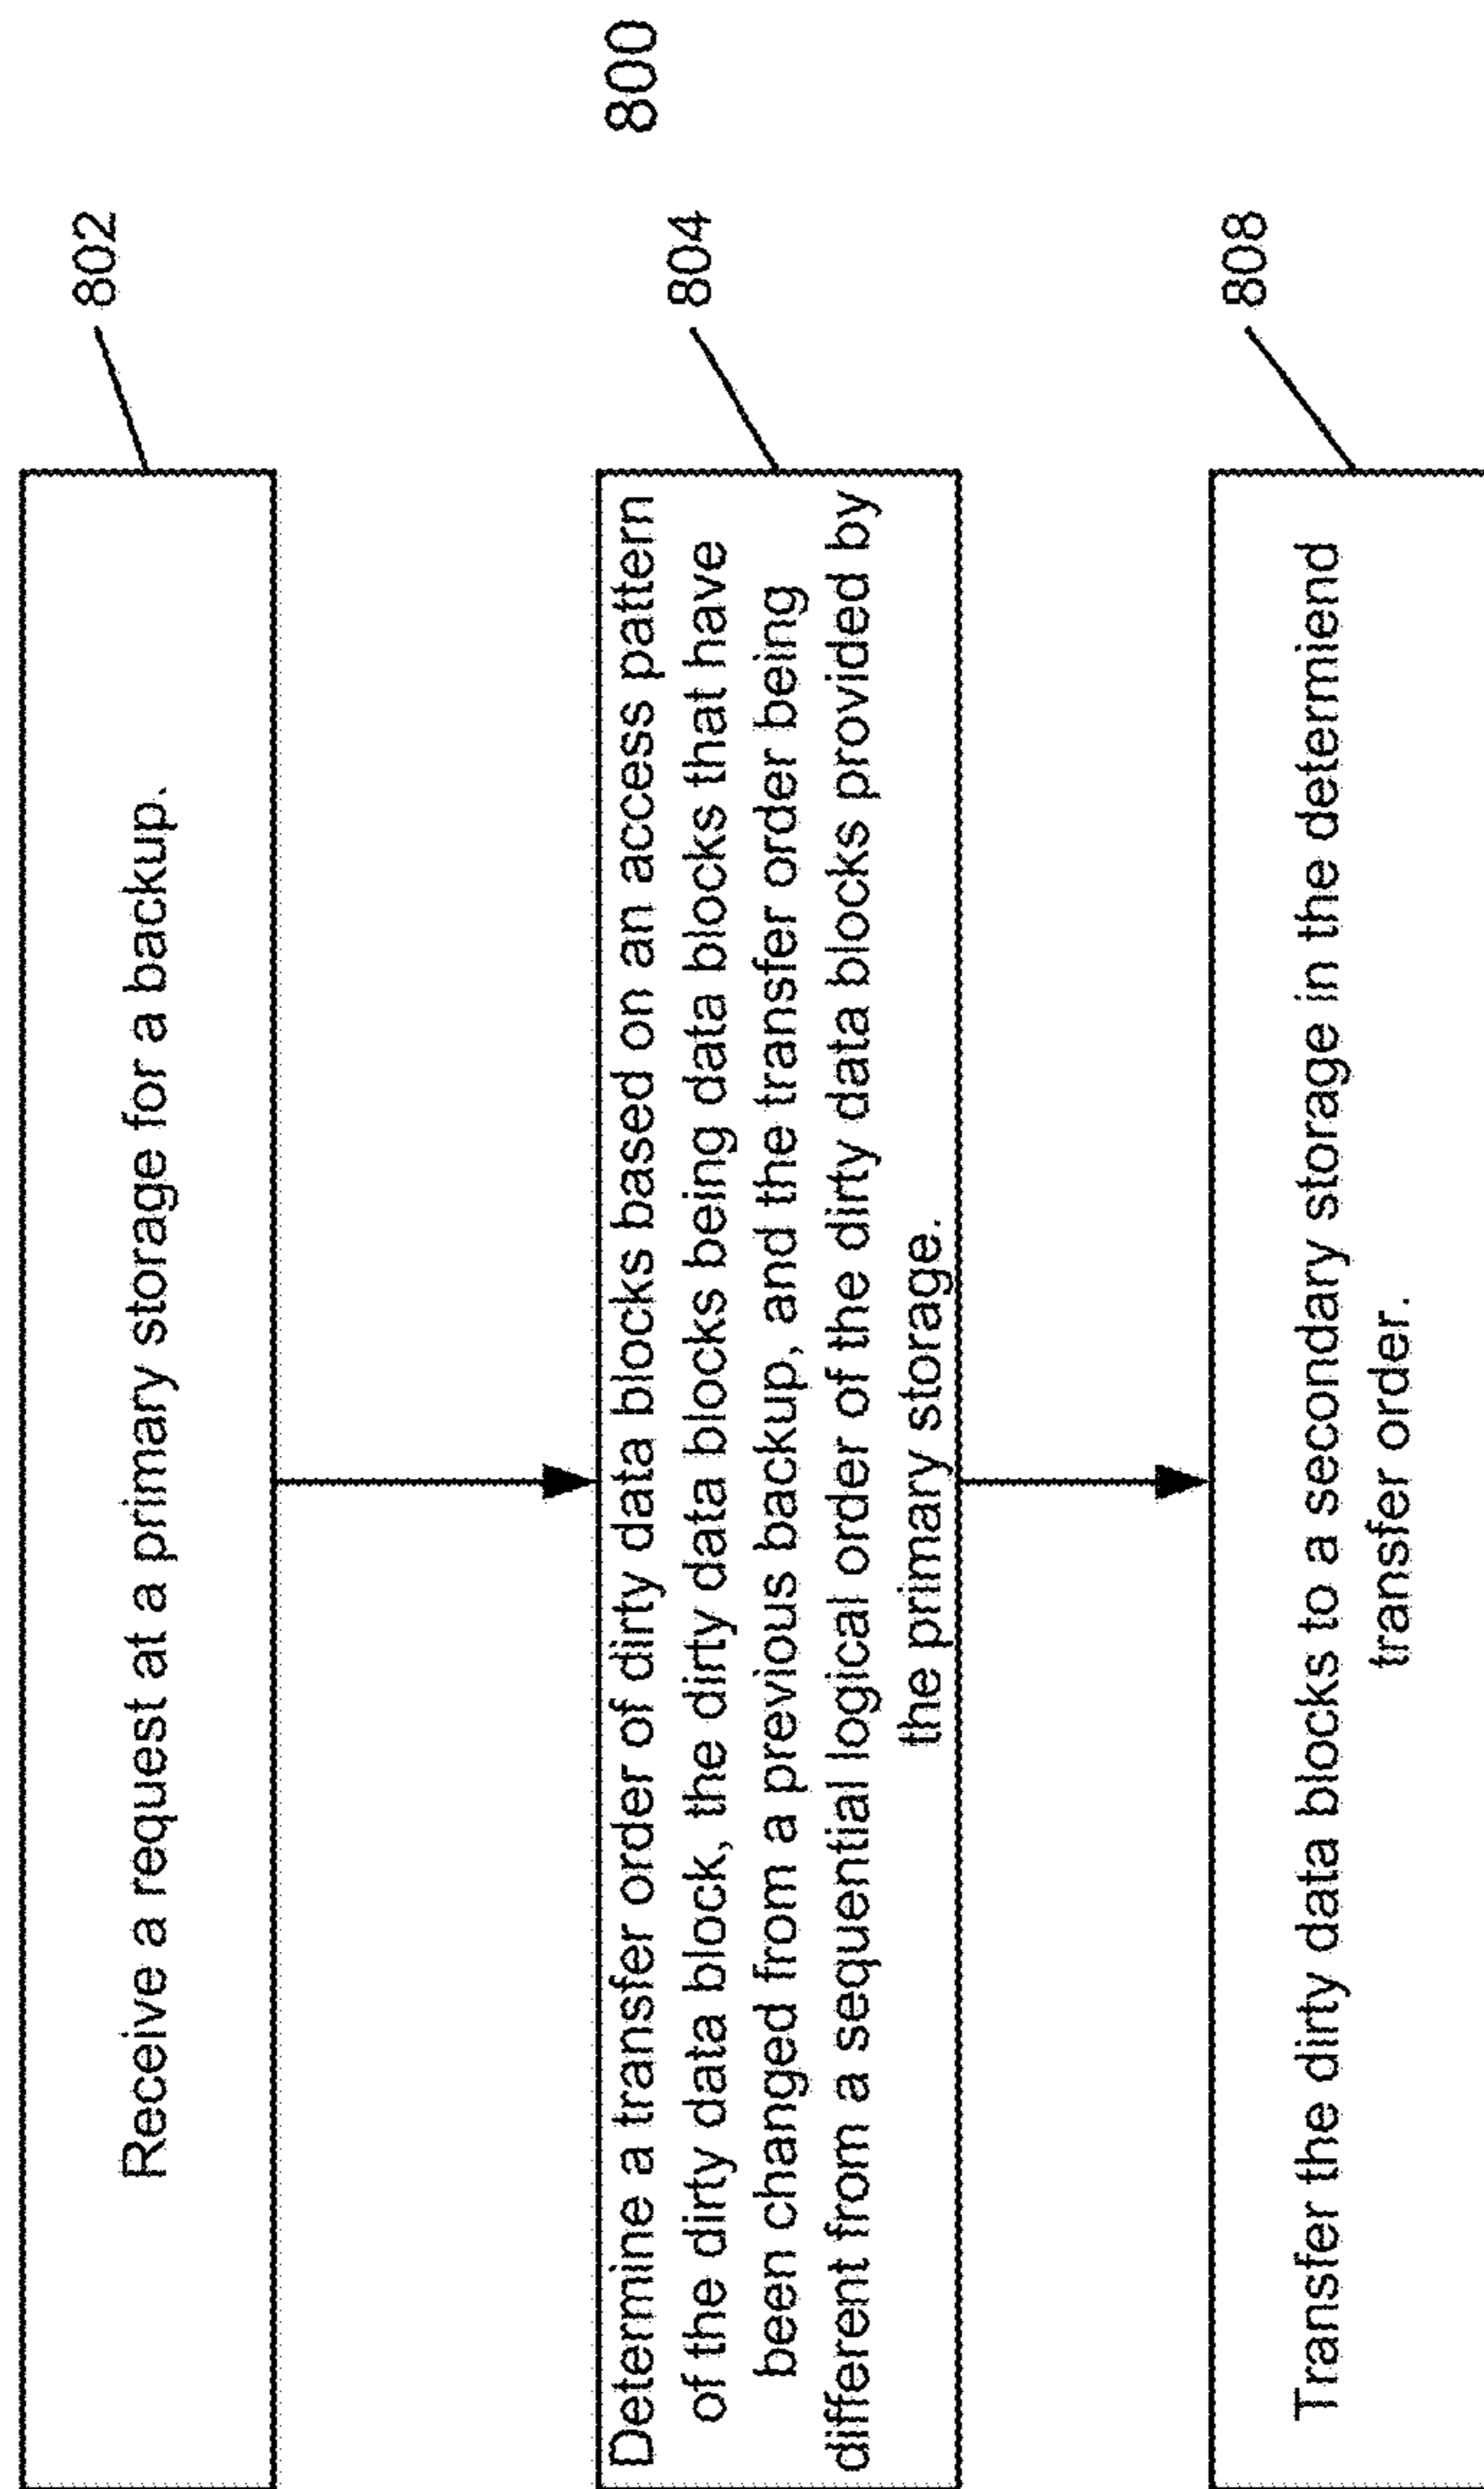 800
802
Receive a request at a primary storage for a backup.
804
Determine a transfer order of dirty data blocks based on an access pattern
of the dirty data block, the dirty data blocks being data blocks that have
been changed from a previous backup, and the transfer order being
different from a sequential logical order of the dirty data blocks provided by
the primary storage.
808
Transfer the dirty data blocks to a secondary storage in the determiend
transfer order.